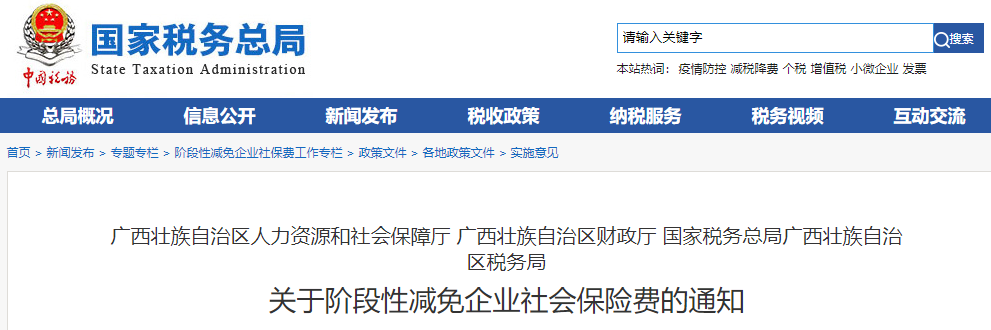 国家税务总局
State Taxation Administration
中国税务
请输入关键字
搜索
本站热词： 疫情防控 减税降费 个税 增值税 小微企业 发票
总局概况 信息公开 新闻发布 税收政策 纳税服务 税务视频 互动交流
首页 > 新闻发布 > 专题专栏 > 阶段性减免企业社保费工作专栏 > 政策文件 > 各地政策文件 > 实施意见
广西壮族自治区人力资源和社会保障厅 广西壮族自治区财政厅 国家税务总局广西壮族自治
区税务局
关于阶段性减免企业社会保险费的通知